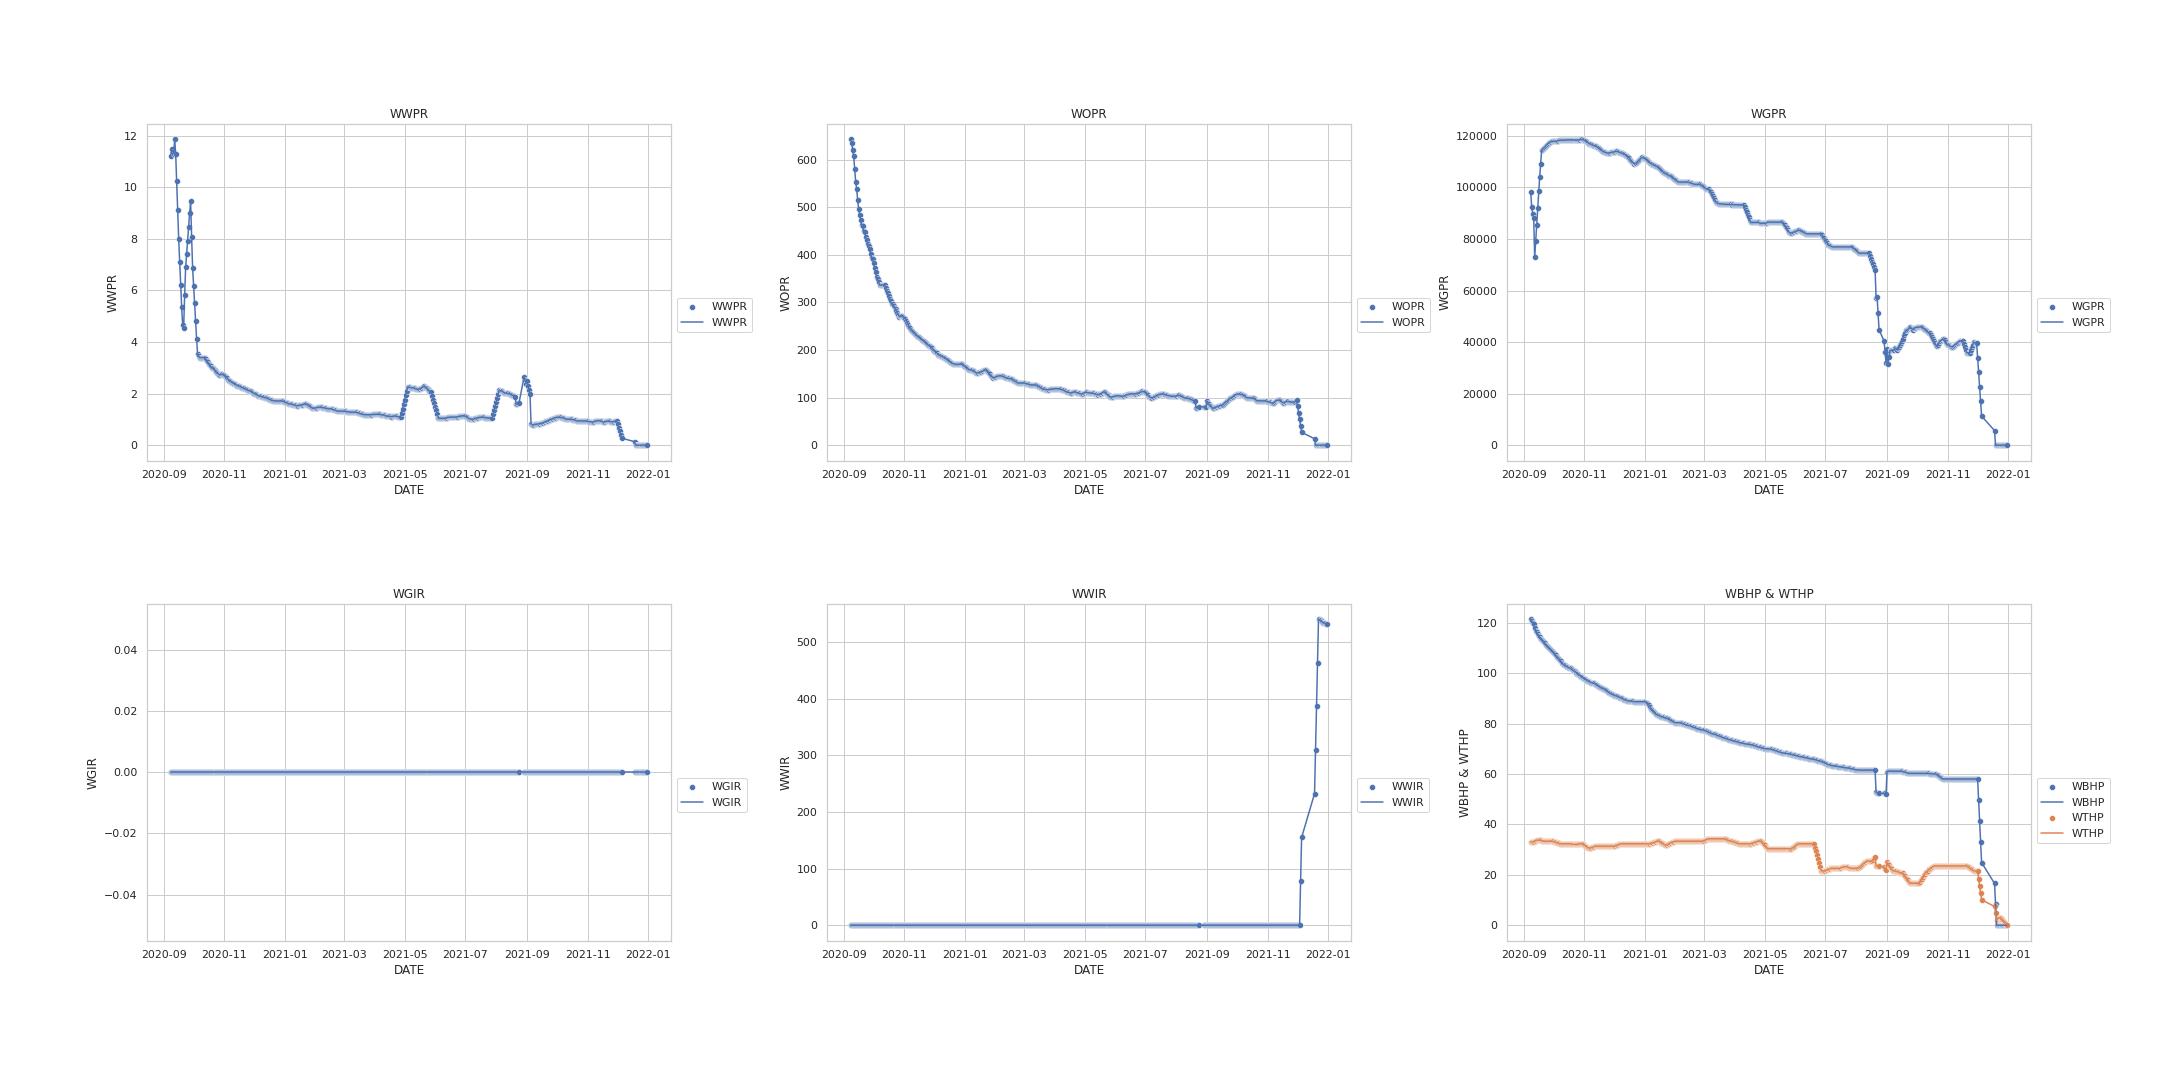 WWPR
12
10
8
6
4
2
0
WWPR
2020-09 2020-11 2021-01 2021-03 2021-05 2021-07 2021-09 2021-11 2022-01
DATE
WWPR
WWPR
WOPR
600
500
400
300
200
100
0
WOPR
2020-09 2020-11 2021-01 2021-03 2021-05 2021-07 2021-09 2021-11 2022-01
DATE
WOPR
WOPR
WGPR
120000
100000
80000
60000
40000
20000
0
WGPR
2020-09 2020-11 2021-01 2021-03 2021-05 2021-07 2021-09 2021-11 2022-01
DATE
WGPR
WGPR
WGIR
0.04
0.02
0.00
−0.02
−0.04
WGIR
2020-09 2020-11 2021-01 2021-03 2021-05 2021-07 2021-09 2021-11 2022-01
DATE
WGIR
WGIR
WWIR
500
400
300
200
100
0
WWIR
2020-09 2020-11 2021-01 2021-03 2021-05 2021-07 2021-09 2021-11 2022-01
DATE
WWIR
WWIR
WBHP & WTHP
120
100
80
60
40
20
0
WBHP & WTHP
2020-09 2020-11 2021-01 2021-03 2021-05 2021-07 2021-09 2021-11 2022-01
DATE
WBHP
WBHP
WTHP
WTHP